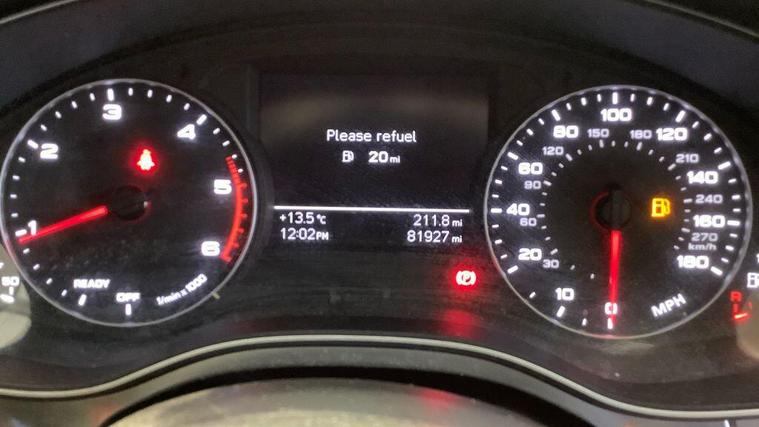 Please refuel
20 mi
+13.5 °C 211.8 mi
12:02PM 81927 mi
1
2
3
4
5
6
READY
OFF
1/min x 1000
50
(P)
0
10
20
40
60
80
100
120
140
160
180
MPH
30
60
90
120
150
180
210
240
270
km/h
R